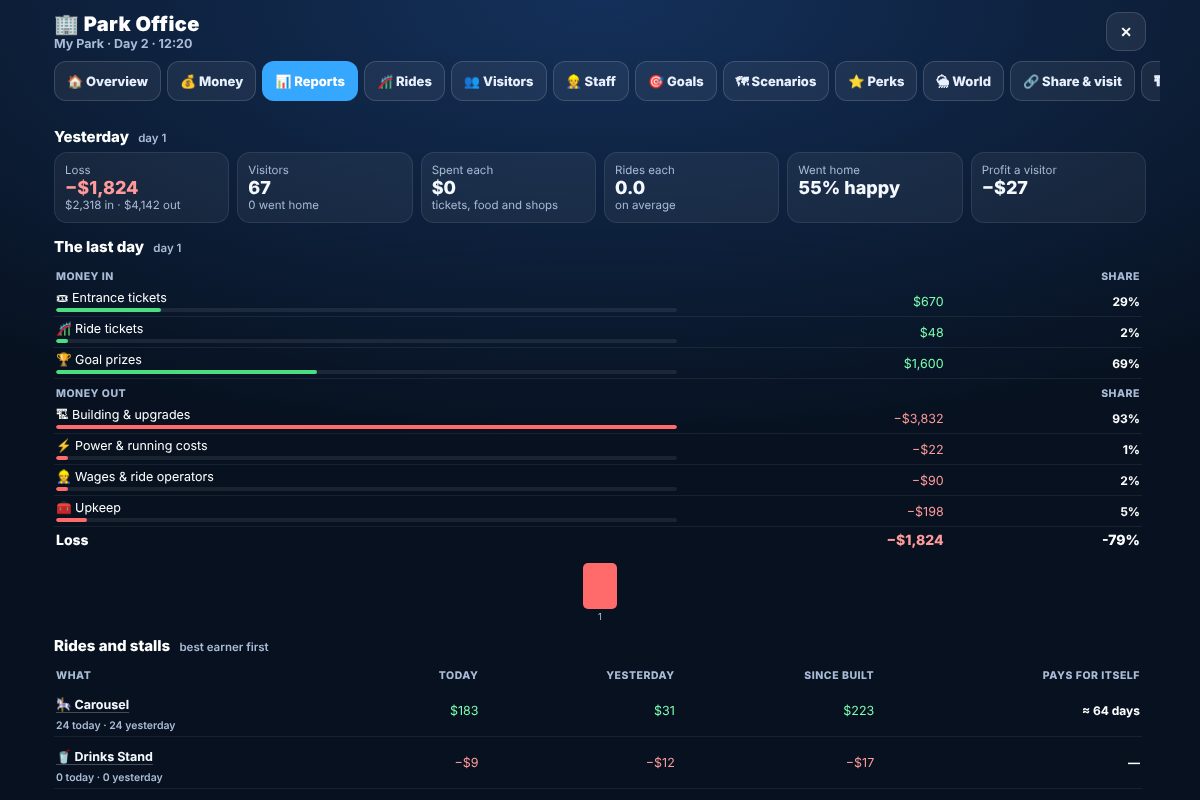 🏢 Park Office
My Park · Day 2 · 12:20
×
🏠 Overview
💰 Money
📊 Reports
🎢 Rides
👥 Visitors
👷 Staff
🎯 Goals
🗺 Scenarios
⭐ Perks
🌦 World
🔗 Share & visit
Yesterday day 1
Loss
−$1,824
$2,318 in · $4,142 out
Visitors
67
0 went home
Spent each
$0
tickets, food and shops
Rides each
0.0
on average
Went home
55% happy
Profit a visitor
−$27
The last day day 1
MONEY IN SHARE
🎟 Entrance tickets $670 29%
🎢 Ride tickets $48 2%
🏆 Goal prizes $1,600 69%
MONEY OUT SHARE
🏗 Building & upgrades −$3,832 93%
⚡ Power & running costs −$22 1%
👷 Wages & ride operators −$90 2%
🧰 Upkeep −$198 5%
Loss −$1,824 -79%
1
Rides and stalls best earner first
WHAT TODAY YESTERDAY SINCE BUILT PAYS FOR ITSELF
🎠 Carousel $183 $31 $223 ≈ 64 days
24 today · 24 yesterday
🥤 Drinks Stand −$9 −$12 −$17 —
0 today · 0 yesterday